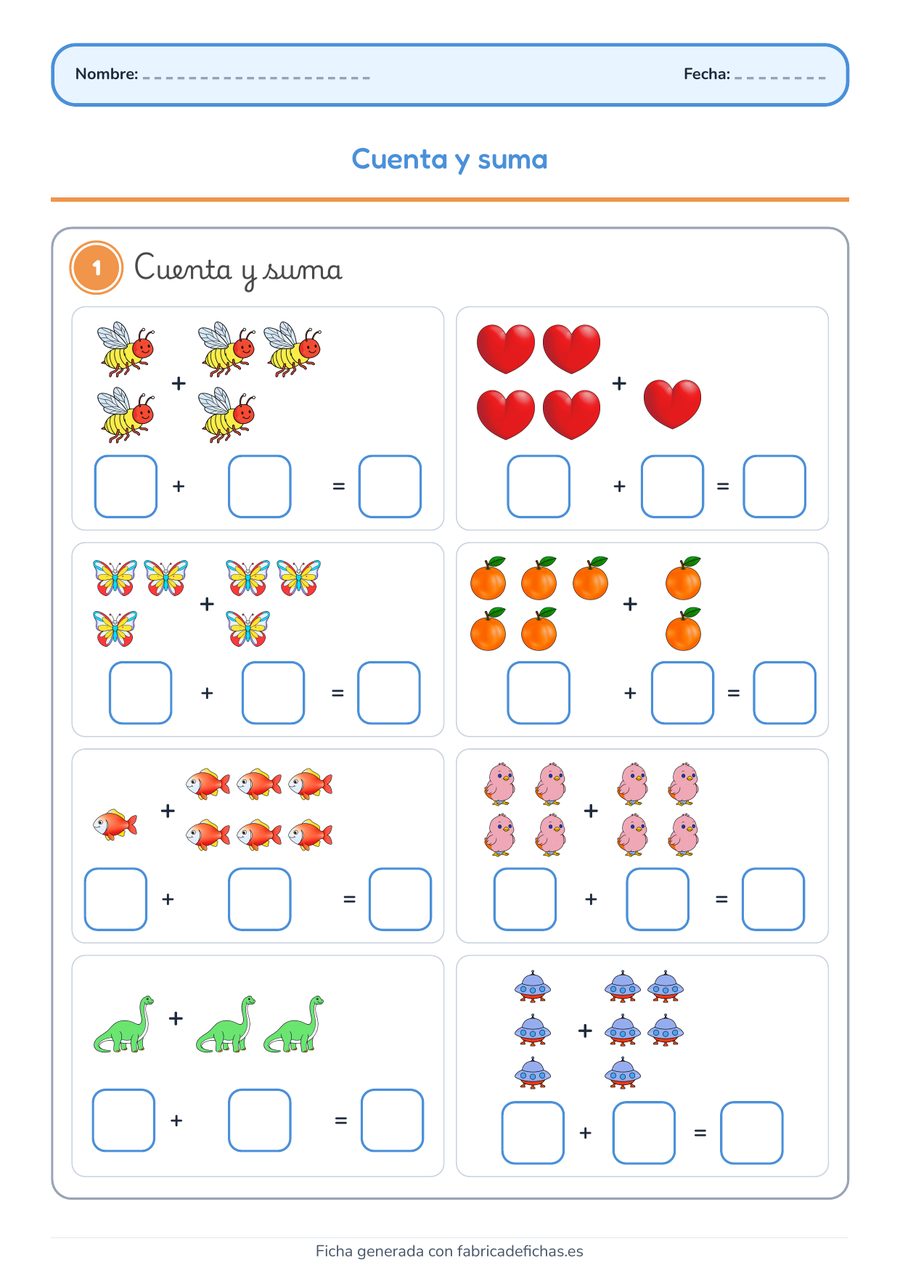 Nombre: Fecha:
Cuenta y suma
1 Cuenta y suma
+ +
+ = + =
+ +
+ = + =
+ +
+ = + =
+ +
+ = + =
Ficha generada con fabricadefichas.es